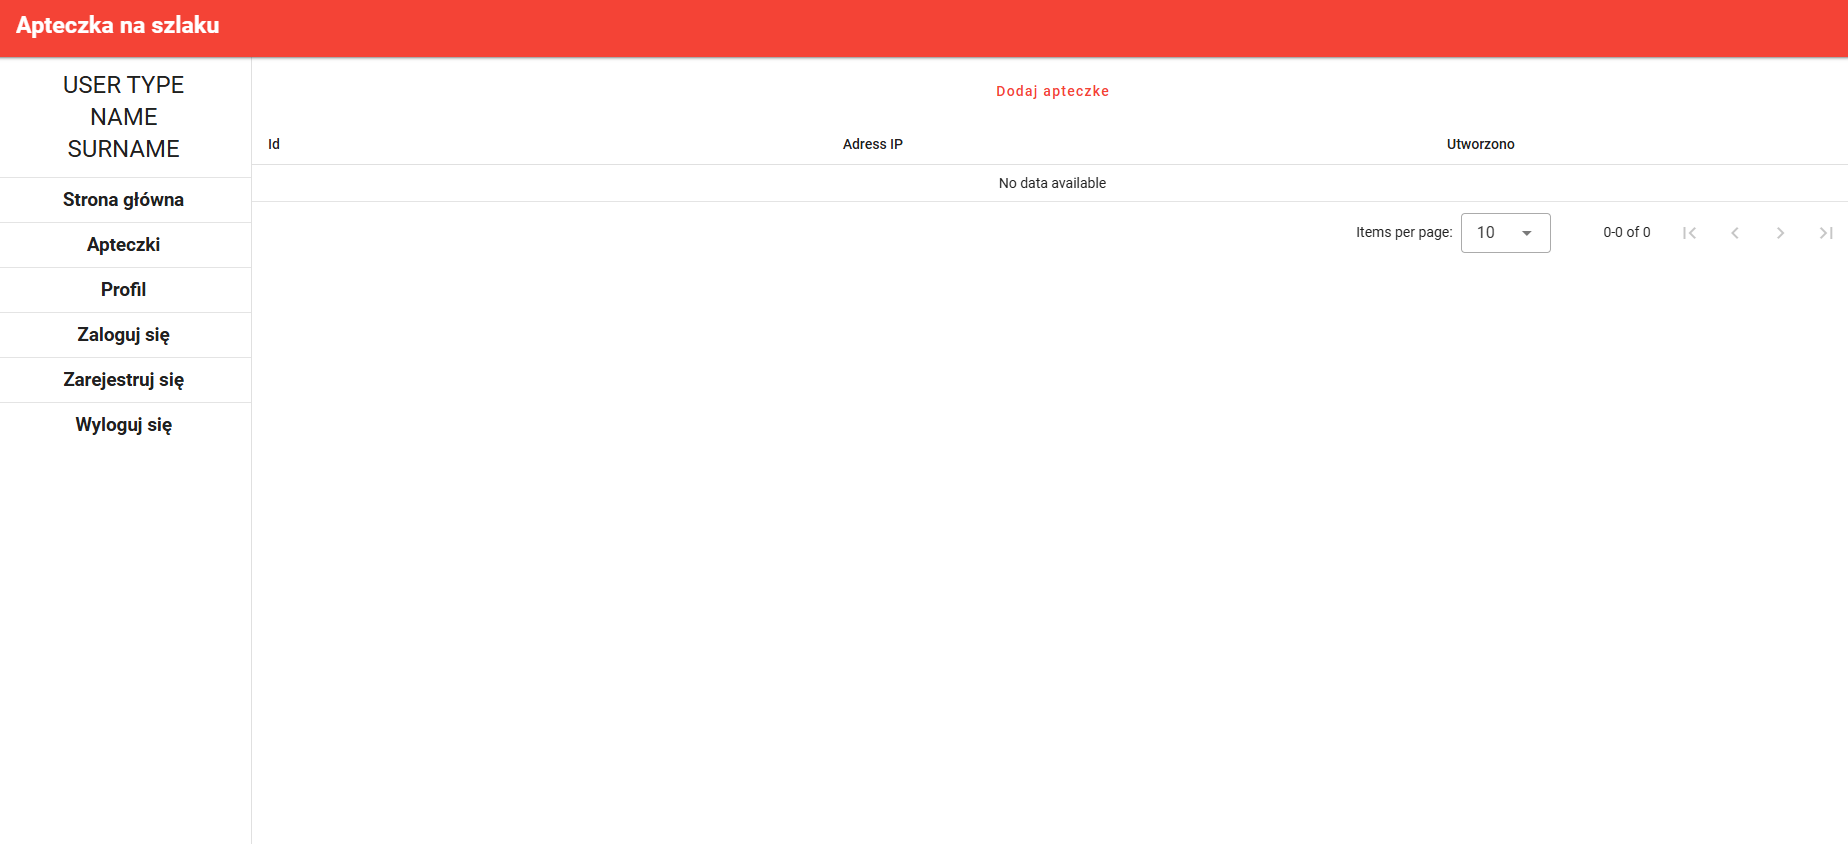 Apteczka na szlaku
USER TYPE
NAME
SURNAME
Strona główna
Apteczki
Profil
Zaloguj się
Zarejestruj się
Wyloguj się
Dodaj apteczke
Id Adress IP Utworzono
No data available
Items per page: 10 0-0 of 0